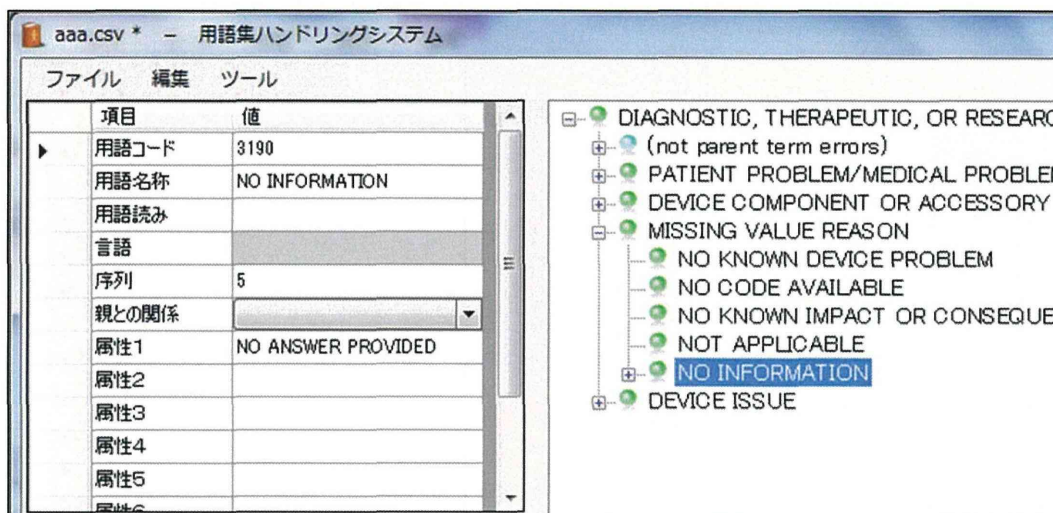 aaa.csv * － 用語集ハンドリングシステム
ファイル 編集 ツール
項目 値
用語コード 3190
用語名称 NO INFORMATION
用語読み
言語
序列 5
親との関係
属性1 NO ANSWER PROVIDED
属性2
属性3
属性4
属性5
属性6
DIAGNOSTIC, THERAPEUTIC, OR RESEARC
(not parent term errors)
PATIENT PROBLEM/MEDICAL PROBLE
DEVICE COMPONENT OR ACCESSORY
MISSING VALUE REASON
NO KNOWN DEVICE PROBLEM
NO CODE AVAILABLE
NO KNOWN IMPACT OR CONSEQUE
NOT APPLICABLE
NO INFORMATION
DEVICE ISSUE